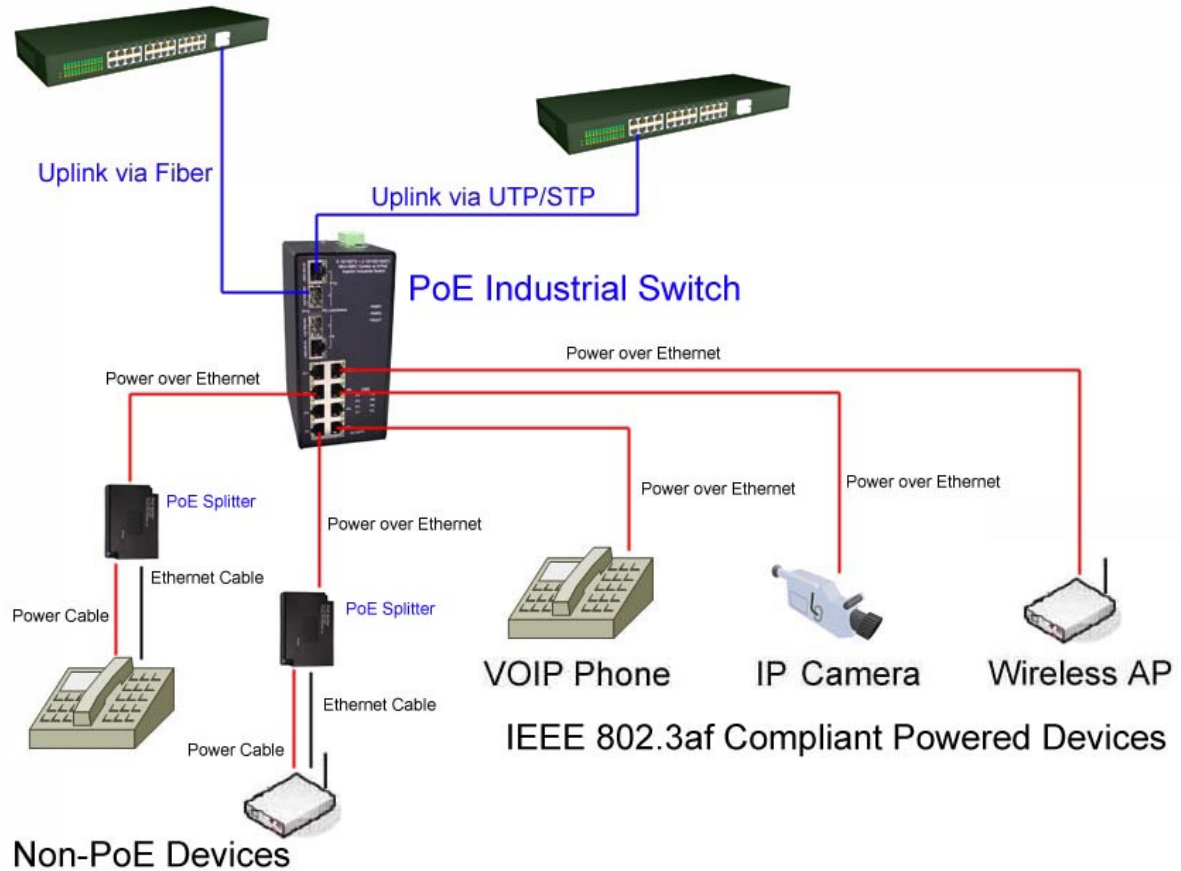 Uplink via Fiber
Uplink via UTP/STP
PoE Industrial Switch
Power over Ethernet
Power over Ethernet
PoE Splitter
Power over Ethernet
Power over Ethernet
Power over Ethernet
Ethernet Cable
Power Cable
PoE Splitter
VOIP Phone
IP Camera
Wireless AP
Ethernet Cable
Power Cable
IEEE 802.3af Compliant Powered Devices
Non-PoE Devices